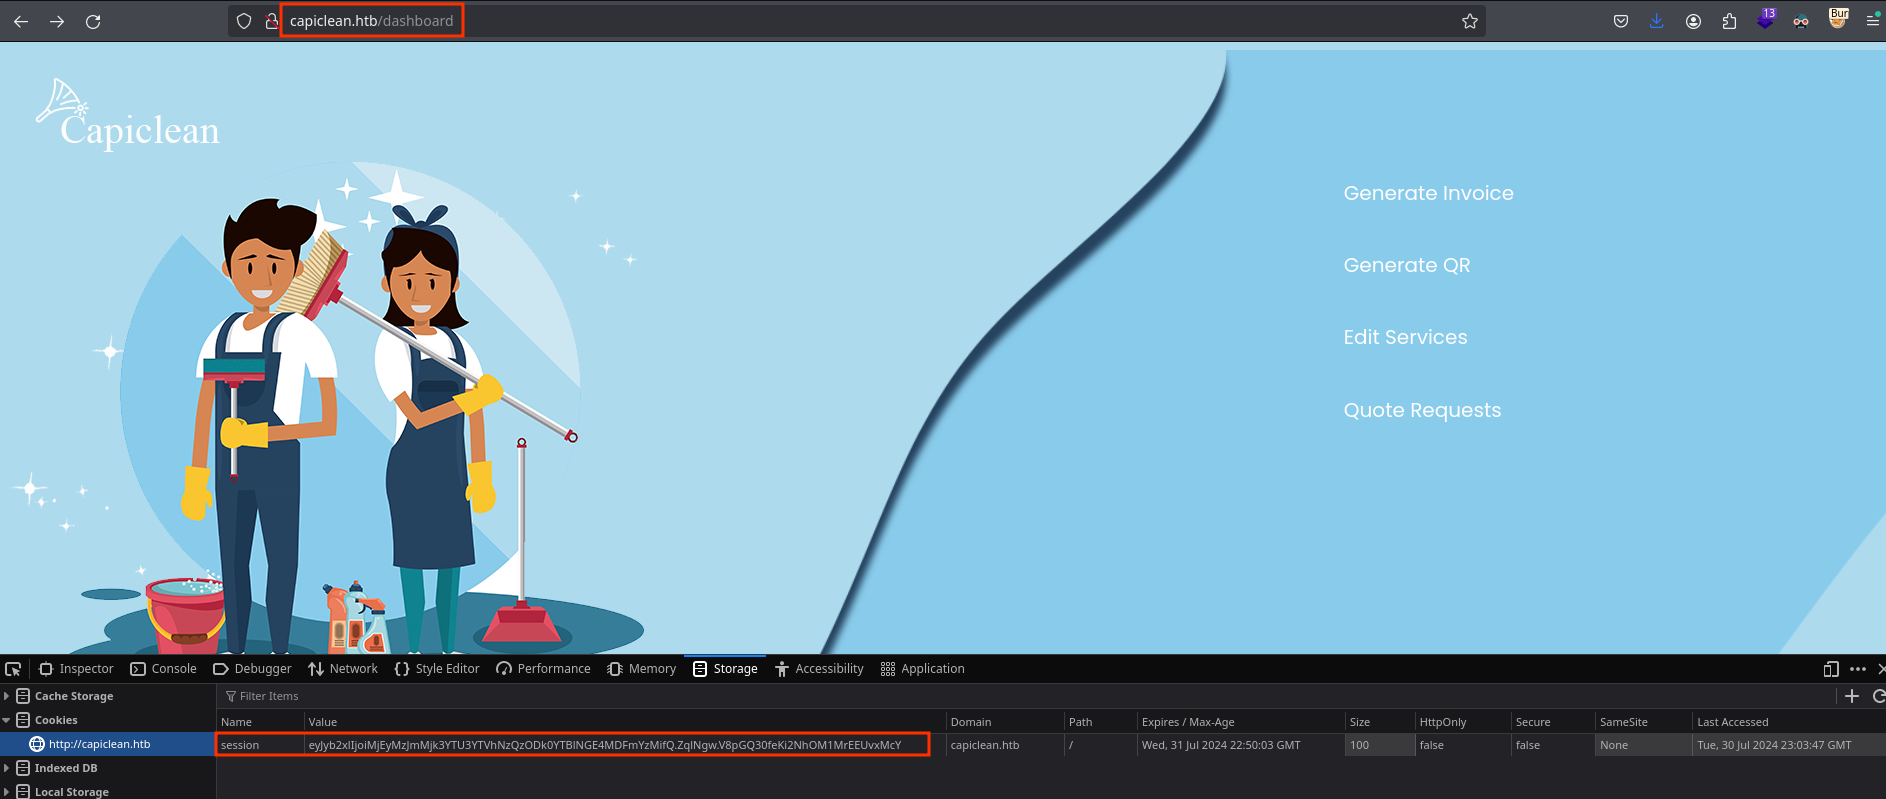 capiclean.htb/dashboard
13
Bur
Capiclean
Generate Invoice
Generate QR
Edit Services
Quote Requests
Inspector Console Debugger Network Style Editor Performance Memory Storage Accessibility Application
Cache Storage
Filter Items
Cookies
Name Value Domain Path Expires / Max-Age Size HttpOnly Secure SameSite Last Accessed
http://capiclean.htb
session eyJyb2xlIjoiMjEyMzJmMjk3YTU3YTVhNzQzODk0YTBlNGE4MDFmYzMifQ.ZqlNgw.V8pGQ30feKi2NhOM1MrEEUvxMcY capiclean.htb / Wed, 31 Jul 2024 22:50:03 GMT 100 false false None Tue, 30 Jul 2024 23:03:47 GMT
Indexed DB
Local Storage